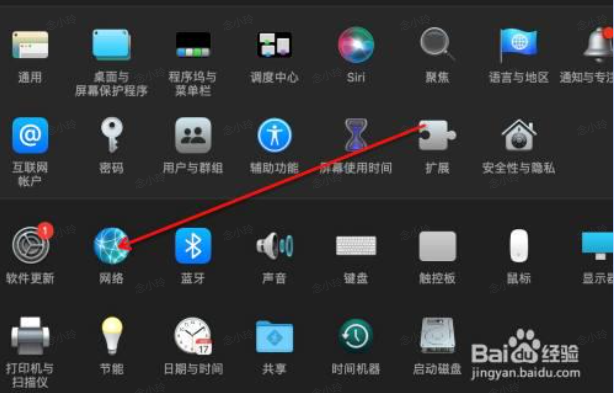 通用
桌面与
屏幕保护程序
程序坞与
菜单栏
调度中心
Siri
聚焦
语言与地区
通知与专注
互联网
帐户
密码
用户与群组
辅助功能
屏幕使用时间
扩展
安全性与隐私
1
软件更新
网络
蓝牙
声音
键盘
触控板
鼠标
显示器
JUL
17
打印机与
扫描仪
节能
日期与时间
共享
时间机器
启动磁盘
Bai du 经验
jingyan.baidu.com